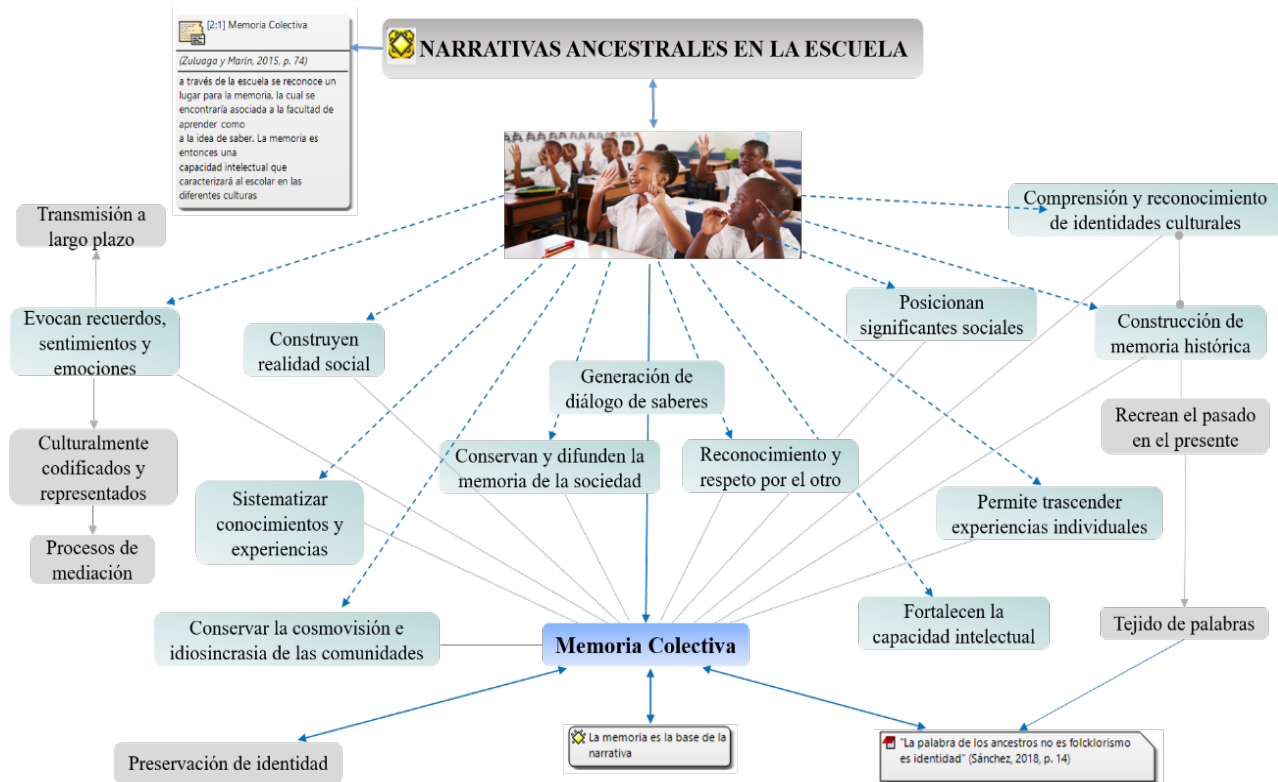 [2:1] Memoria Colectiva
(Zuluaga y Marín, 2015, p. 74)
a través de la escuela se reconoce un
lugar para la memoria, la cual se
encontraría asociada a la facultad de
aprender como
a la idea de saber. La memoria es
entonces una
capacidad intelectual que
caracterizará al escolar en las
diferentes culturas
NARRATIVAS ANCESTRALES EN LA ESCUELA
Transmisión a
largo plazo
Comprensión y reconocimiento
de identidades culturales
Evocan recuerdos,
sentimientos y
emociones
Construyen
realidad social
Posicionan
significantes sociales
Construcción de
memoria histórica
Generación de
diálogo de saberes
Culturalmente
codificados y
representados
Conservan y difunden la
memoria de la sociedad
Reconocimiento y
respeto por el otro
Recrean el pasado
en el presente
Sistematizar
conocimientos y
experiencias
Permite trascender
experiencias individuales
Procesos de
mediación
Conservar la cosmovisión e
idiosincrasia de las comunidades
Memoria Colectiva
Fortalecen la
capacidad intelectual
Tejido de palabras
Preservación de identidad
La memoria es la base de la
narrativa
"La palabra de los ancestros no es folcklorismo
es identidad" (Sánchez, 2018, p. 14)